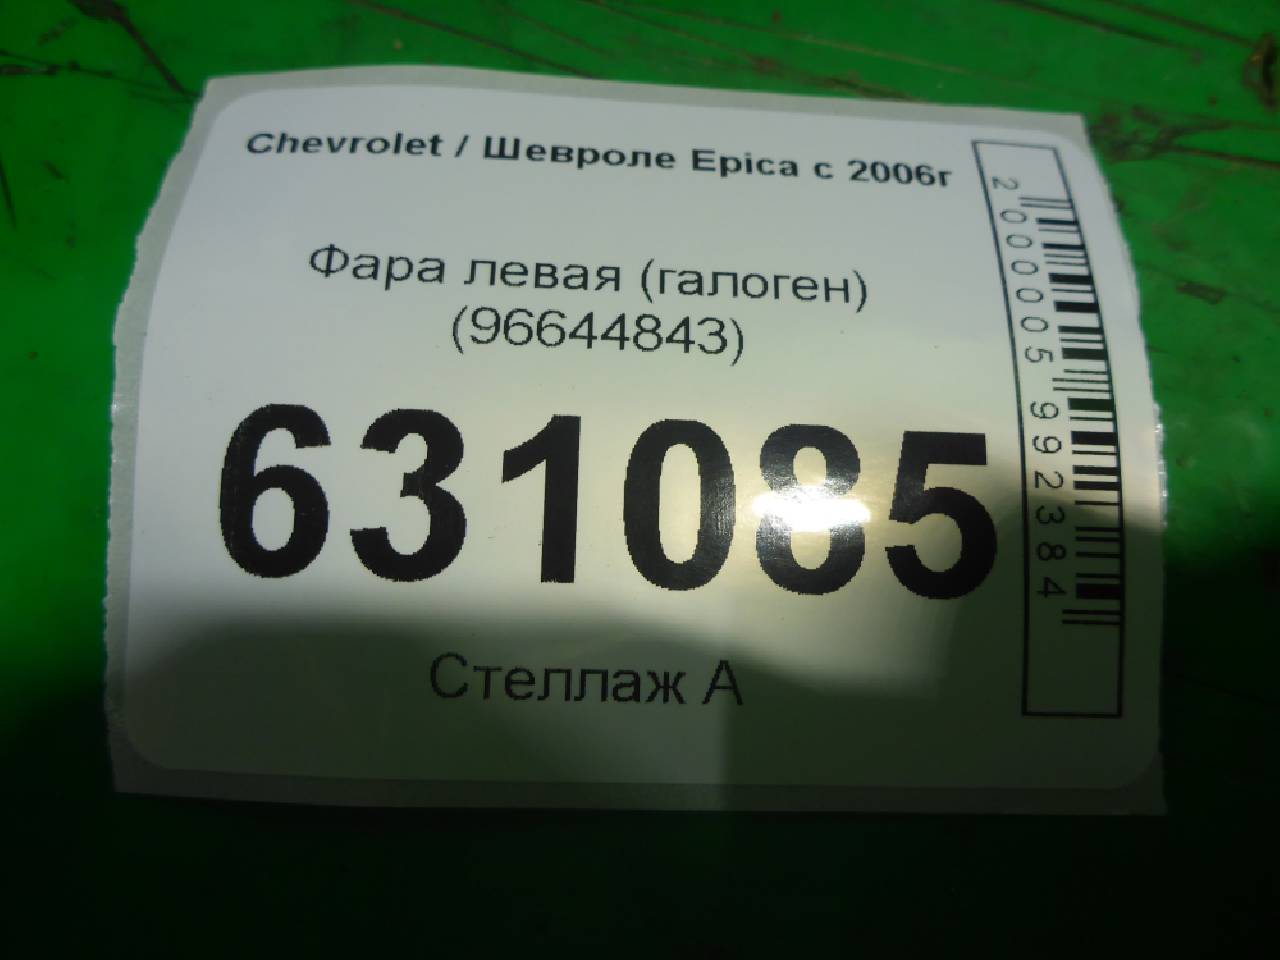 Chevrolet / Шевроле Epica с 2006г
Фара левая (галоген)
(96644843)
631085
Стеллаж А
2000005992384